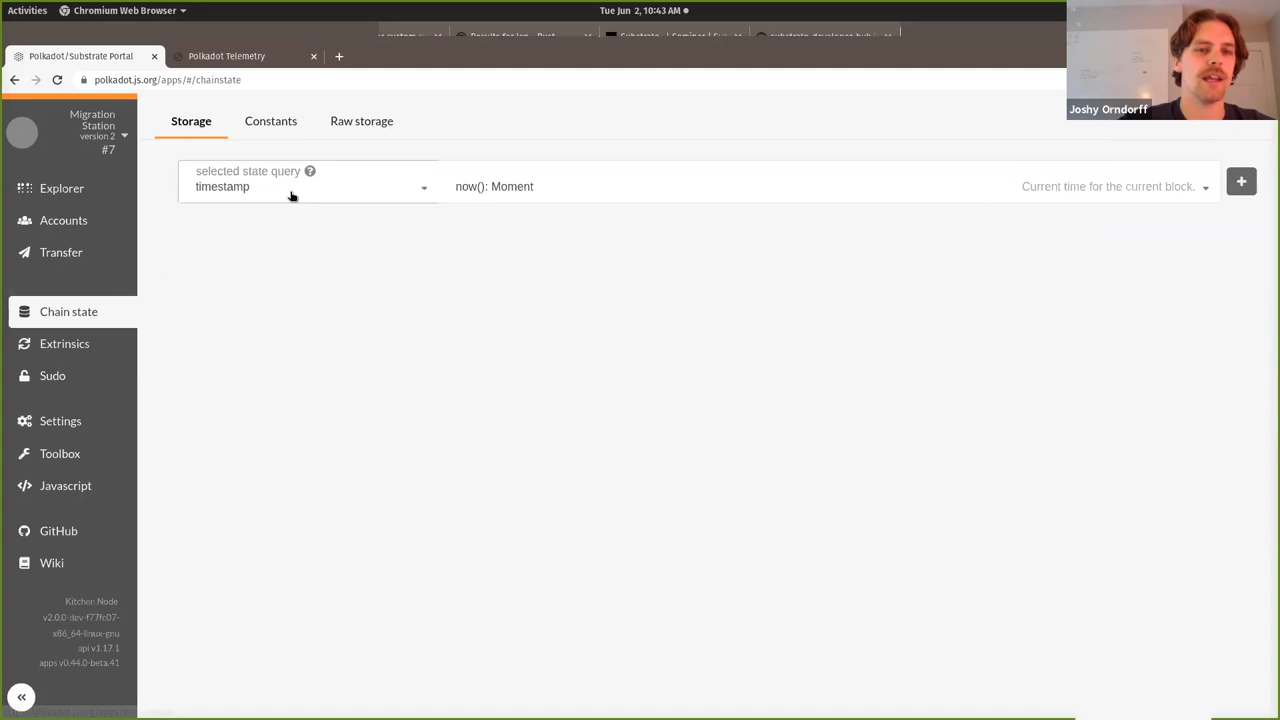 Activities
Chromium Web Browser
Tue Jun 2, 10:43 AM
Polkadot/Substrate Portal
Polkadot Telemetry
polkadot.js.org/apps/#/chainstate
Joshy Orndorff
Migration
Station
version 2
#7
Storage
Constants
Raw storage
selected state query
timestamp
now(): Moment
Current time for the current block.
Explorer
Accounts
Transfer
Chain state
Extrinsics
Sudo
Settings
Toolbox
Javascript
GitHub
Wiki
Kitchen Node
v2.0.0-dev-f77fc07-
x86_64-linux-gnu
api v1.17.1
apps v0.44.0-beta.41